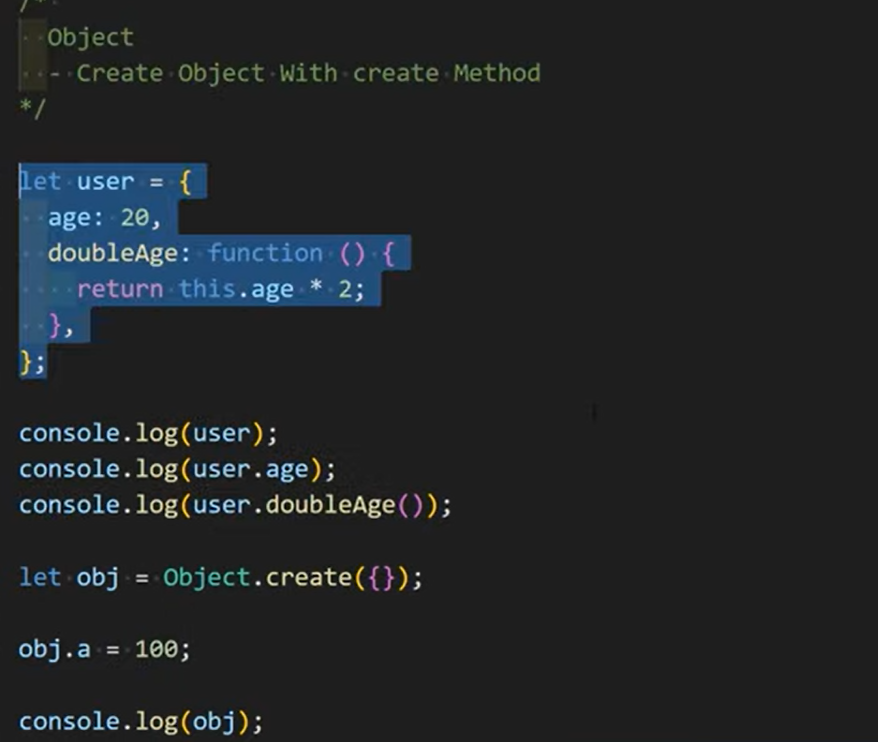 /*
Object
- Create Object With create Method
*/
let user = {
age: 20,
doubleAge: function () {
return this.age * 2;
},
};
console.log(user);
console.log(user.age);
console.log(user.doubleAge());
let obj = Object.create({});
obj.a = 100;
console.log(obj);